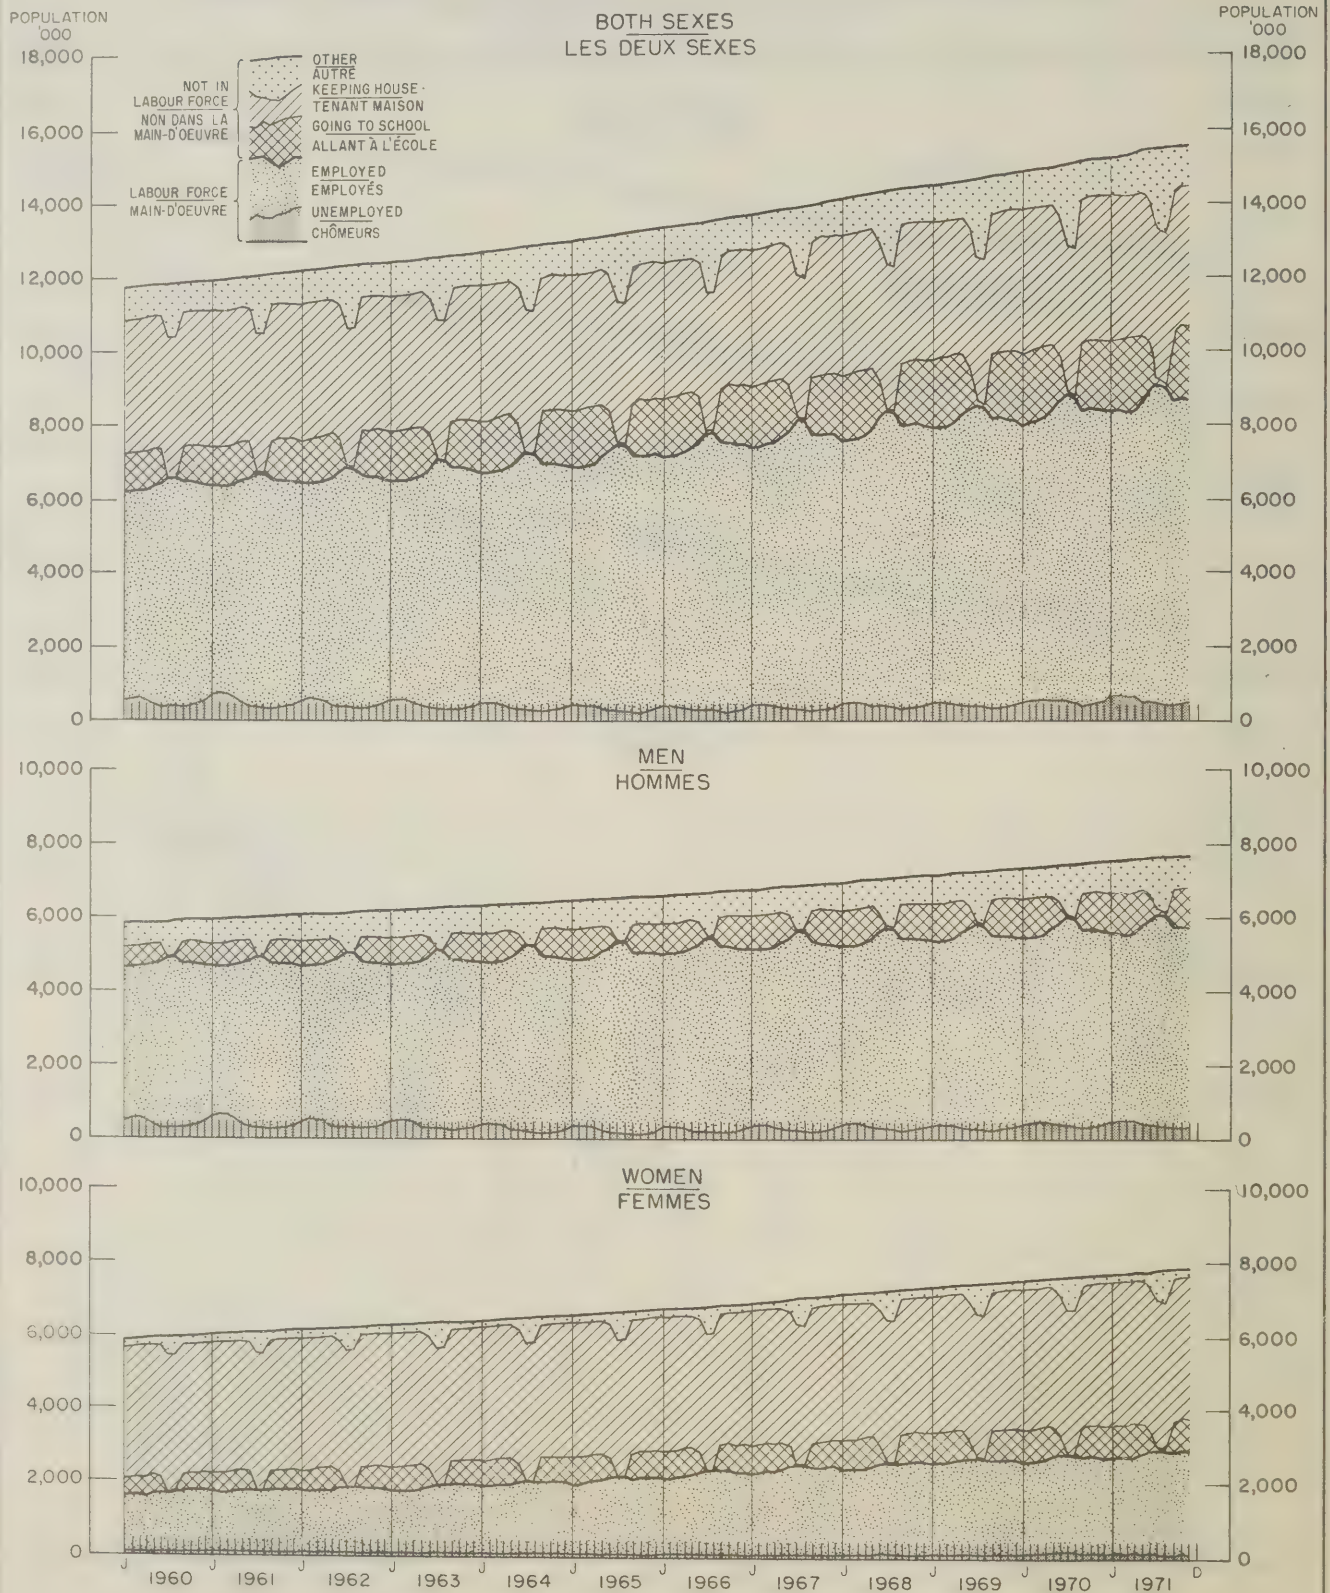 POPULATION
'000
BOTH SEXES
LES DEUX SEXES
POPULATION
'000
18,000
16,000
14,000
12,000
10,000
8,000
6,000
4,000
2,000
0
NOT IN
LABOUR FORCE
NON DANS LA
MAIN-D'OEUVRE
LABOUR FORCE
MAIN-D'OEUVRE
OTHER
AUTRE
KEEPING HOUSE
TENANT MAISON
GOING TO SCHOOL
ALLANT À L'ÉCOLE
EMPLOYED
EMPLOYÉS
UNEMPLOYED
CHÔMEURS
18,000
16,000
14,000
12,000
10,000
8,000
6,000
4,000
2,000
0
MEN
HOMMES
10,000
8,000
6,000
4,000
2,000
0
10,000
8,000
6,000
4,000
2,000
0
WOMEN
FEMMES
10,000
8,000
6,000
4,000
2,000
0
10,000
8,000
6,000
4,000
2,000
0
J 1960 J 1961 J 1962 J 1963 J 1964 J 1965 J 1966 J 1967 J 1968 J 1969 J 1970 J 1971 D